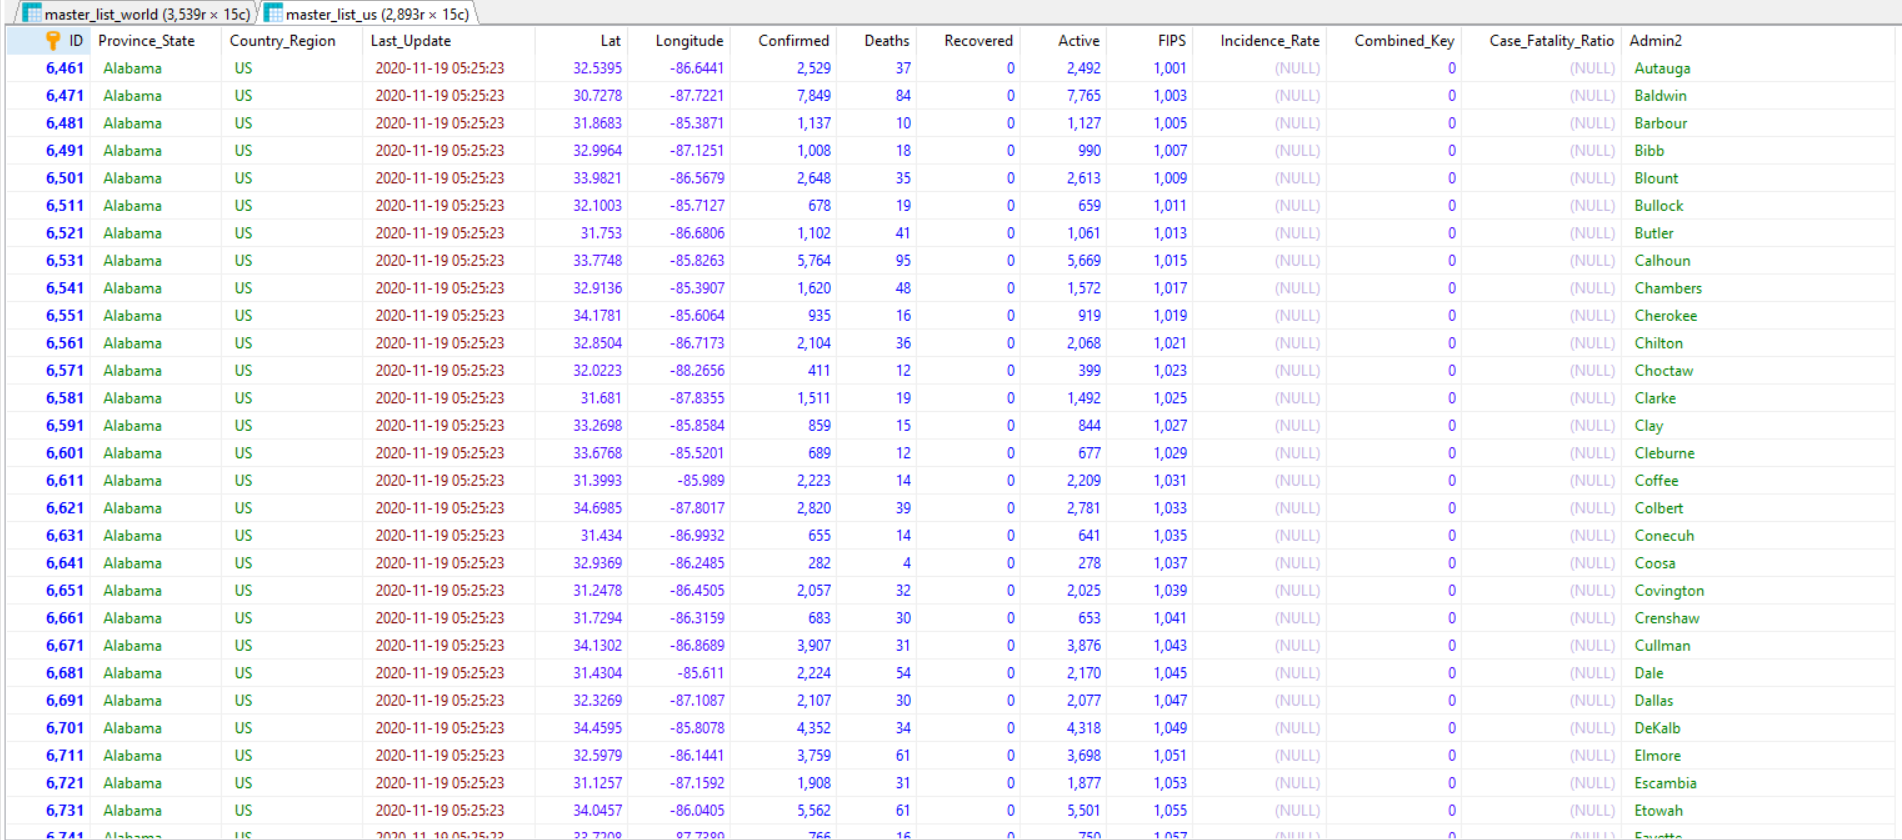 master_list_world (3,539r × 15c) master_list_us (2,893r × 15c)
ID Province_State Country_Region Last_Update Lat Longitude Confirmed Deaths Recovered Active FIPS Incidence_Rate Combined_Key Case_Fatality_Ratio Admin2
6,461 Alabama US 2020-11-19 05:25:23 32.5395 -86.6441 2,529 37 0 2,492 1,001 (NULL) 0 (NULL) Autauga
6,471 Alabama US 2020-11-19 05:25:23 30.7278 -87.7221 7,849 84 0 7,765 1,003 (NULL) 0 (NULL) Baldwin
6,481 Alabama US 2020-11-19 05:25:23 31.8683 -85.3871 1,137 10 0 1,127 1,005 (NULL) 0 (NULL) Barbour
6,491 Alabama US 2020-11-19 05:25:23 32.9964 -87.1251 1,008 18 0 990 1,007 (NULL) 0 (NULL) Bibb
6,501 Alabama US 2020-11-19 05:25:23 33.9821 -86.5679 2,648 35 0 2,613 1,009 (NULL) 0 (NULL) Blount
6,511 Alabama US 2020-11-19 05:25:23 32.1003 -85.7127 678 19 0 659 1,011 (NULL) 0 (NULL) Bullock
6,521 Alabama US 2020-11-19 05:25:23 31.753 -86.6806 1,102 41 0 1,061 1,013 (NULL) 0 (NULL) Butler
6,531 Alabama US 2020-11-19 05:25:23 33.7748 -85.8263 5,764 95 0 5,669 1,015 (NULL) 0 (NULL) Calhoun
6,541 Alabama US 2020-11-19 05:25:23 32.9136 -85.3907 1,620 48 0 1,572 1,017 (NULL) 0 (NULL) Chambers
6,551 Alabama US 2020-11-19 05:25:23 34.1781 -85.6064 935 16 0 919 1,019 (NULL) 0 (NULL) Cherokee
6,561 Alabama US 2020-11-19 05:25:23 32.8504 -86.7173 2,104 36 0 2,068 1,021 (NULL) 0 (NULL) Chilton
6,571 Alabama US 2020-11-19 05:25:23 32.0223 -88.2656 411 12 0 399 1,023 (NULL) 0 (NULL) Choctaw
6,581 Alabama US 2020-11-19 05:25:23 31.681 -87.8355 1,511 19 0 1,492 1,025 (NULL) 0 (NULL) Clarke
6,591 Alabama US 2020-11-19 05:25:23 33.2698 -85.8584 859 15 0 844 1,027 (NULL) 0 (NULL) Clay
6,601 Alabama US 2020-11-19 05:25:23 33.6768 -85.5201 689 12 0 677 1,029 (NULL) 0 (NULL) Cleburne
6,611 Alabama US 2020-11-19 05:25:23 31.3993 -85.989 2,223 14 0 2,209 1,031 (NULL) 0 (NULL) Coffee
6,621 Alabama US 2020-11-19 05:25:23 34.6985 -87.8017 2,820 39 0 2,781 1,033 (NULL) 0 (NULL) Colbert
6,631 Alabama US 2020-11-19 05:25:23 31.434 -86.9932 655 14 0 641 1,035 (NULL) 0 (NULL) Conecuh
6,641 Alabama US 2020-11-19 05:25:23 32.9369 -86.2485 282 4 0 278 1,037 (NULL) 0 (NULL) Coosa
6,651 Alabama US 2020-11-19 05:25:23 31.2478 -86.4505 2,057 32 0 2,025 1,039 (NULL) 0 (NULL) Covington
6,661 Alabama US 2020-11-19 05:25:23 31.7294 -86.3159 683 30 0 653 1,041 (NULL) 0 (NULL) Crenshaw
6,671 Alabama US 2020-11-19 05:25:23 34.1302 -86.8689 3,907 31 0 3,876 1,043 (NULL) 0 (NULL) Cullman
6,681 Alabama US 2020-11-19 05:25:23 31.4304 -85.611 2,224 54 0 2,170 1,045 (NULL) 0 (NULL) Dale
6,691 Alabama US 2020-11-19 05:25:23 32.3269 -87.1087 2,107 30 0 2,077 1,047 (NULL) 0 (NULL) Dallas
6,701 Alabama US 2020-11-19 05:25:23 34.4595 -85.8078 4,352 34 0 4,318 1,049 (NULL) 0 (NULL) DeKalb
6,711 Alabama US 2020-11-19 05:25:23 32.5979 -86.1441 3,759 61 0 3,698 1,051 (NULL) 0 (NULL) Elmore
6,721 Alabama US 2020-11-19 05:25:23 31.1257 -87.1592 1,908 31 0 1,877 1,053 (NULL) 0 (NULL) Escambia
6,731 Alabama US 2020-11-19 05:25:23 34.0457 -86.0405 5,562 61 0 5,501 1,055 (NULL) 0 (NULL) Etowah
6,741 Alabama US 2020-11-19 05:25:23 33.7208 -87.7389 766 16 0 750 1,057 (NULL) 0 (NULL) Fayette